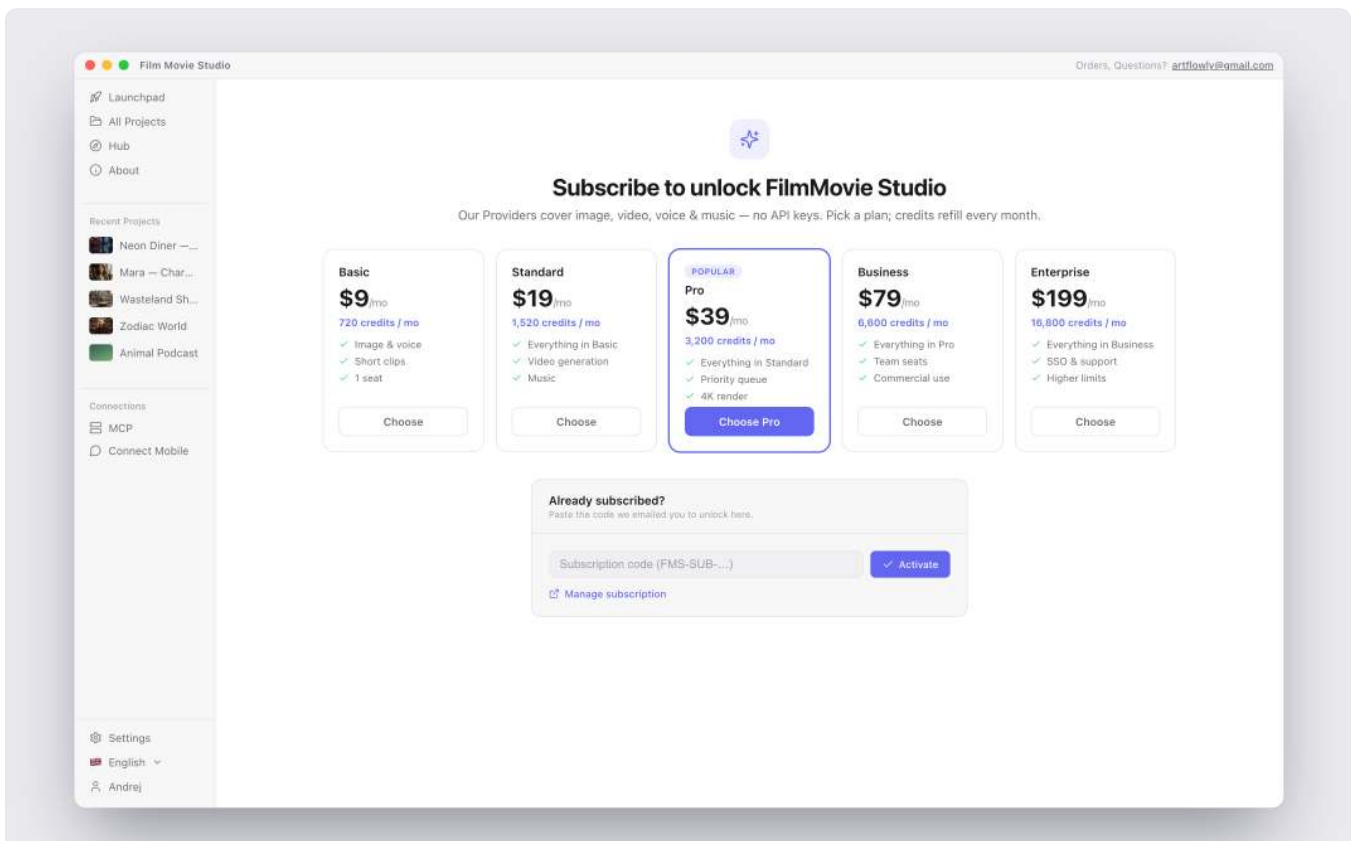 Film Movie Studio
Orders, Questions? artflowly@gmail.com
Launchpad
All Projects
Hub
About
Recent Projects
Neon Diner —...
Mara — Char...
Wasteland Sh...
Zodiac World
Animal Podcast
Connections
MCP
Connect Mobile
Settings
English
Andrej
Subscribe to unlock FilmMovie Studio
Our Providers cover image, video, voice & music — no API keys. Pick a plan; credits refill every month.
Basic
$9/mo
720 credits / mo
Image & voice
Short clips
1 seat
Choose
Standard
$19/mo
1,520 credits / mo
Everything in Basic
Video generation
Music
Choose
POPULAR
Pro
$39/mo
3,200 credits / mo
Everything in Standard
Priority queue
4K render
Choose Pro
Business
$79/mo
6,600 credits / mo
Everything in Pro
Team seats
Commercial use
Choose
Enterprise
$199/mo
16,800 credits / mo
Everything in Business
SSO & support
Higher limits
Choose
Already subscribed?
Paste the code we emailed you to unlock here.
Subscription code (FMS-SUB-...)
Activate
Manage subscription